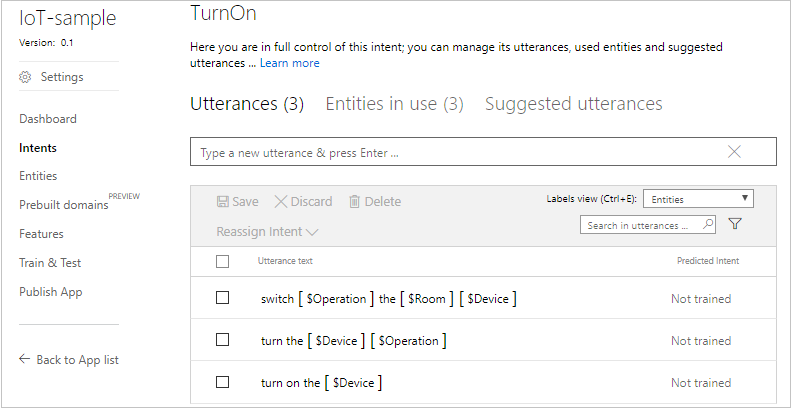 IoT-sample
Version: 0.1
Settings
Dashboard
Intents
Entities
Prebuilt domains PREVIEW
Features
Train & Test
Publish App
Back to App list
TurnOn
Here you are in full control of this intent; you can manage its utterances, used entities and suggested
utterances ... Learn more
Utterances (3) Entities in use (3) Suggested utterances
Type a new utterance & press Enter ...
Save Discard Delete Labels view (Ctrl+E): Entities
Search in utterances ...
Reassign Intent
Utterance text Predicted Intent
switch [ $Operation ] the [ $Room ] [ $Device ] Not trained
turn the [ $Device ] [ $Operation ] Not trained
turn on the [ $Device ] Not trained